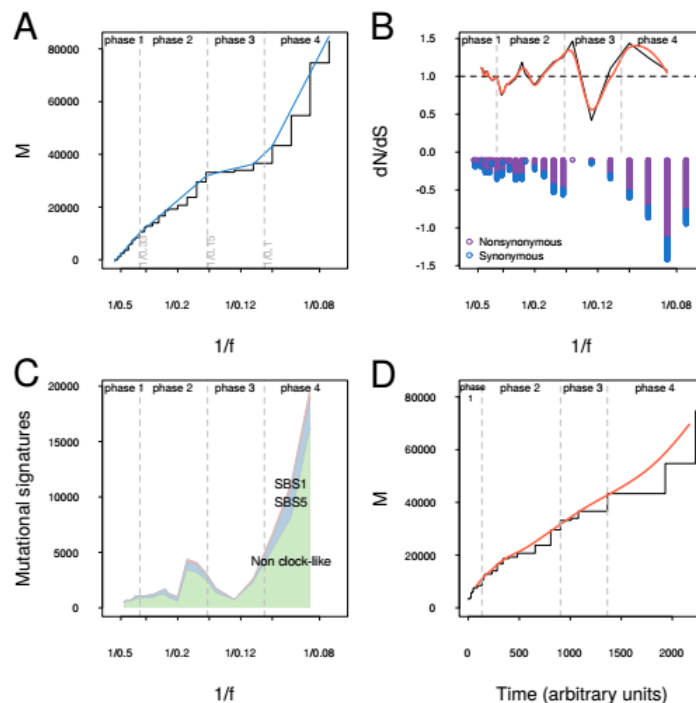 A
phase 1 phase 2 phase 3 phase 4
80000
60000
40000
20000
0
M
1/0.33
1/0.15
1/0.1
1/0.5 1/0.2 1/0.12 1/0.08
1/f
B
phase 1 phase 2 phase 3 phase 4
1.5
1.0
0.5
0.0
-0.5
-1.0
-1.5
dN/dS
Nonsynonymous
Synonymous
1/0.5 1/0.2 1/0.12 1/0.08
1/f
C
phase 1 phase 2 phase 3 phase 4
20000
15000
10000
5000
0
Mutational signatures
SBS1
SBS5
Non clock-like
1/0.5 1/0.2 1/0.12 1/0.08
1/f
D
phase 1 phase 2 phase 3 phase 4
80000
60000
40000
20000
0
M
0 500 1000 1500 2000
Time (arbitrary units)